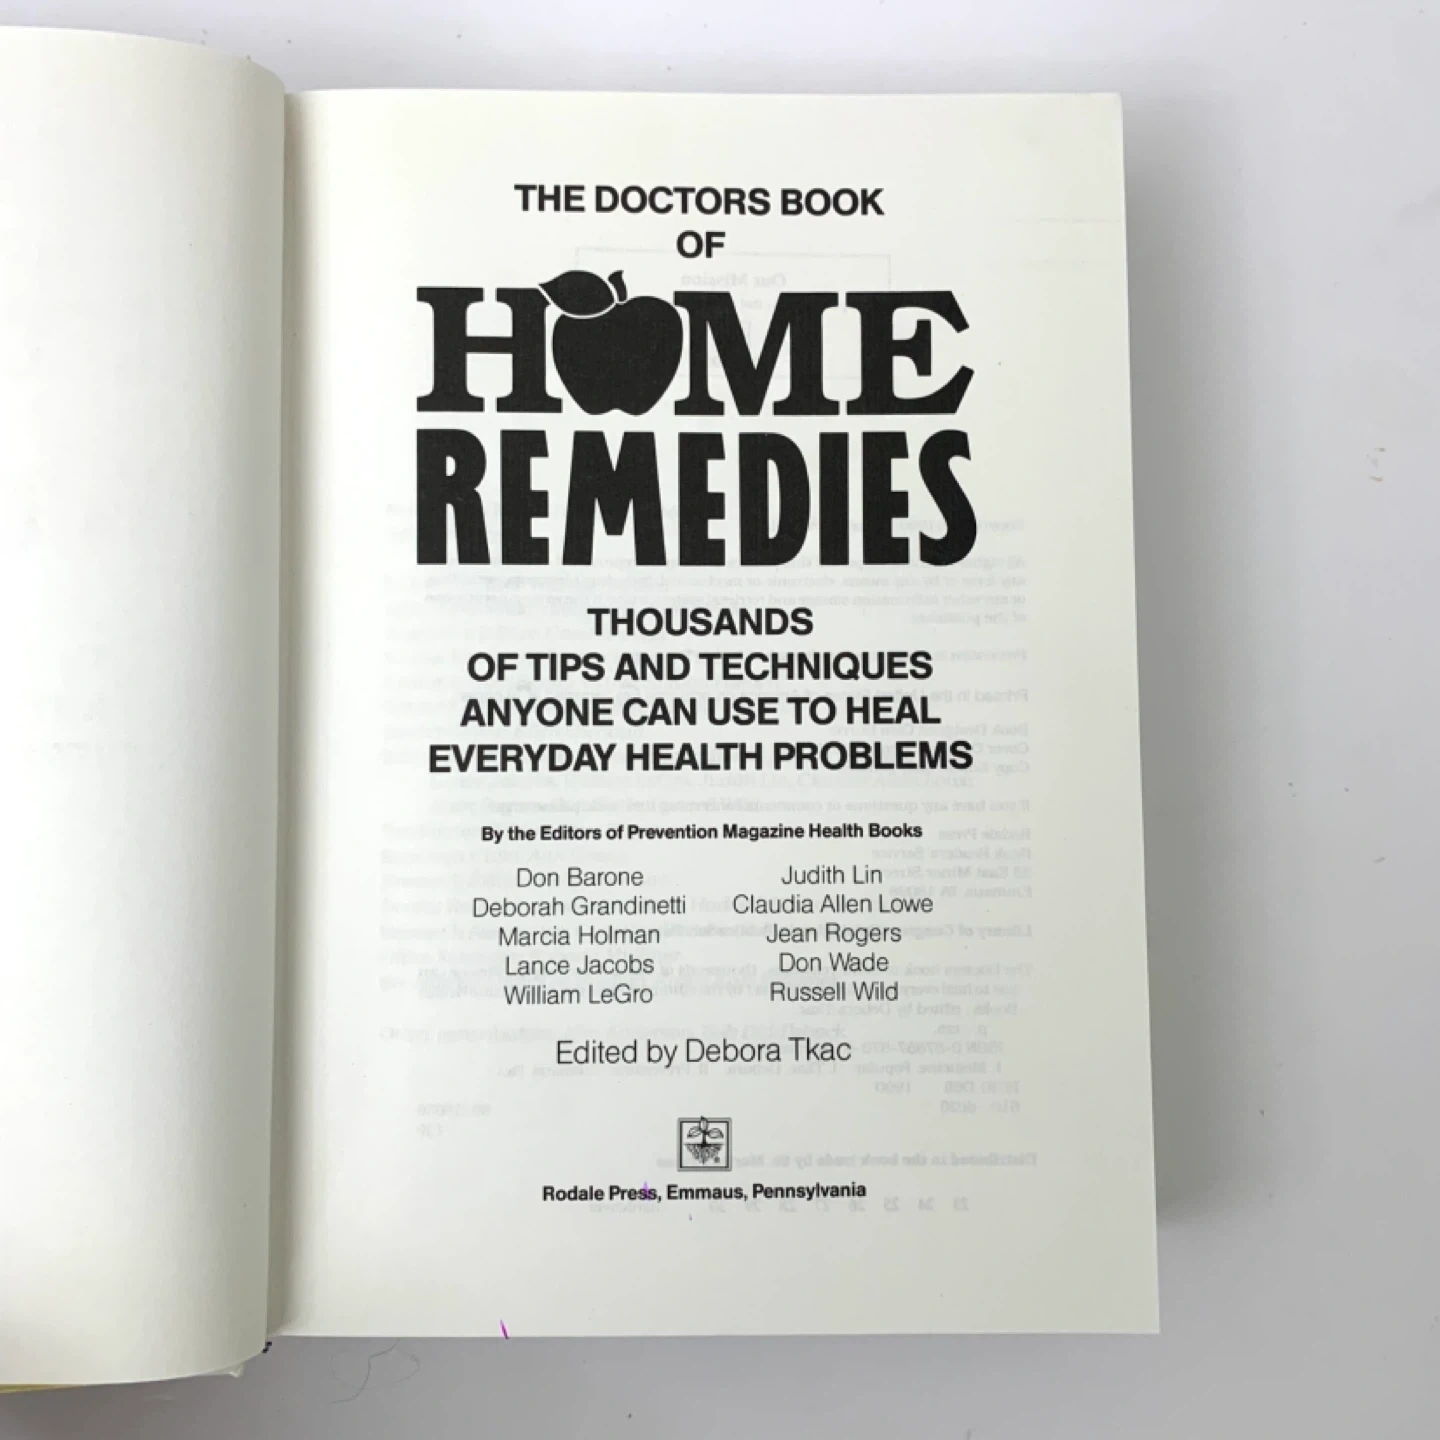 THE DOCTORS BOOK
OF
HOME
REMEDIES
THOUSANDS
OF TIPS AND TECHNIQUES
ANYONE CAN USE TO HEAL
EVERYDAY HEALTH PROBLEMS
By the Editors of Prevention Magazine Health Books
Don Barone
Deborah Grandinetti
Marcia Holman
Lance Jacobs
William LeGro
Judith Lin
Claudia Allen Lowe
Jean Rogers
Don Wade
Russell Wild
Edited by Debora Tkac
Rodale Press, Emmaus, Pennsylvania